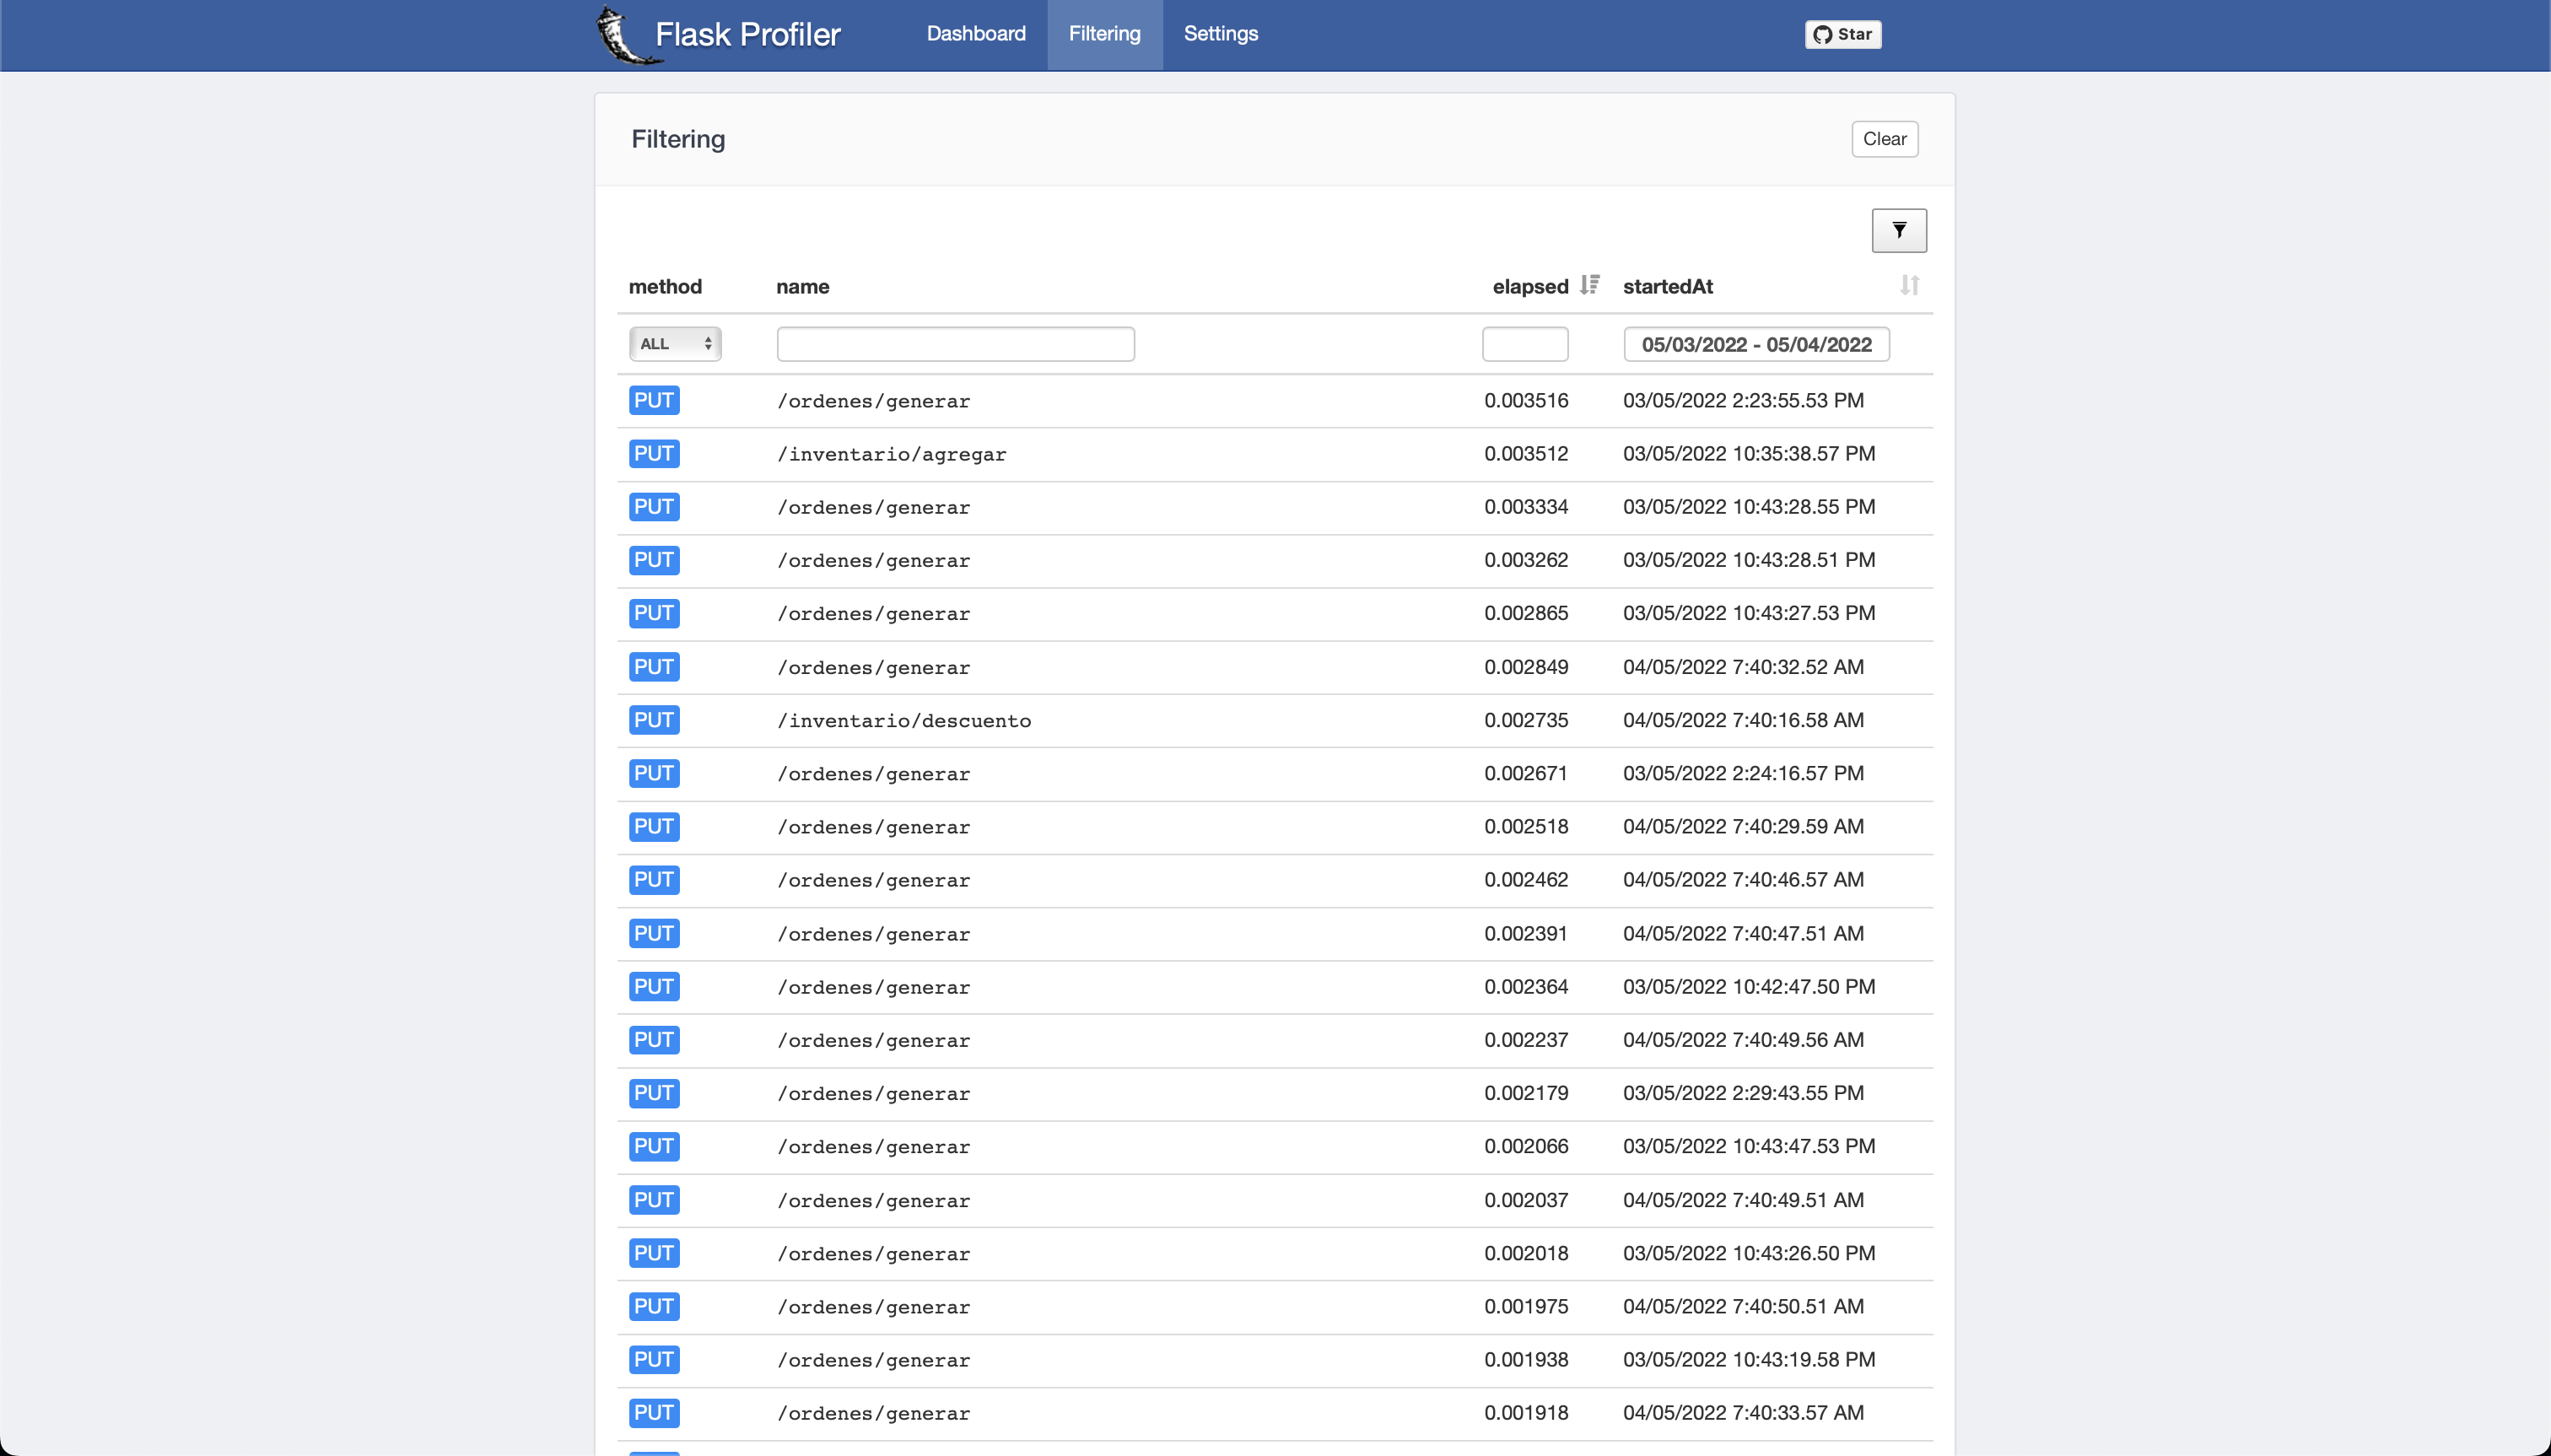 Flask Profiler Dashboard Filtering Settings Star
Filtering Clear
method name elapsed startedAt
ALL 05/03/2022 - 05/04/2022
PUT /ordenes/generar 0.003516 03/05/2022 2:23:55.53 PM
PUT /inventario/agregar 0.003512 03/05/2022 10:35:38.57 PM
PUT /ordenes/generar 0.003334 03/05/2022 10:43:28.55 PM
PUT /ordenes/generar 0.003262 03/05/2022 10:43:28.51 PM
PUT /ordenes/generar 0.002865 03/05/2022 10:43:27.53 PM
PUT /ordenes/generar 0.002849 04/05/2022 7:40:32.52 AM
PUT /inventario/descuento 0.002735 04/05/2022 7:40:16.58 AM
PUT /ordenes/generar 0.002671 03/05/2022 2:24:16.57 PM
PUT /ordenes/generar 0.002518 04/05/2022 7:40:29.59 AM
PUT /ordenes/generar 0.002462 04/05/2022 7:40:46.57 AM
PUT /ordenes/generar 0.002391 04/05/2022 7:40:47.51 AM
PUT /ordenes/generar 0.002364 03/05/2022 10:42:47.50 PM
PUT /ordenes/generar 0.002237 04/05/2022 7:40:49.56 AM
PUT /ordenes/generar 0.002179 03/05/2022 2:29:43.55 PM
PUT /ordenes/generar 0.002066 03/05/2022 10:43:47.53 PM
PUT /ordenes/generar 0.002037 04/05/2022 7:40:49.51 AM
PUT /ordenes/generar 0.002018 03/05/2022 10:43:26.50 PM
PUT /ordenes/generar 0.001975 04/05/2022 7:40:50.51 AM
PUT /ordenes/generar 0.001938 03/05/2022 10:43:19.58 PM
PUT /ordenes/generar 0.001918 04/05/2022 7:40:33.57 AM